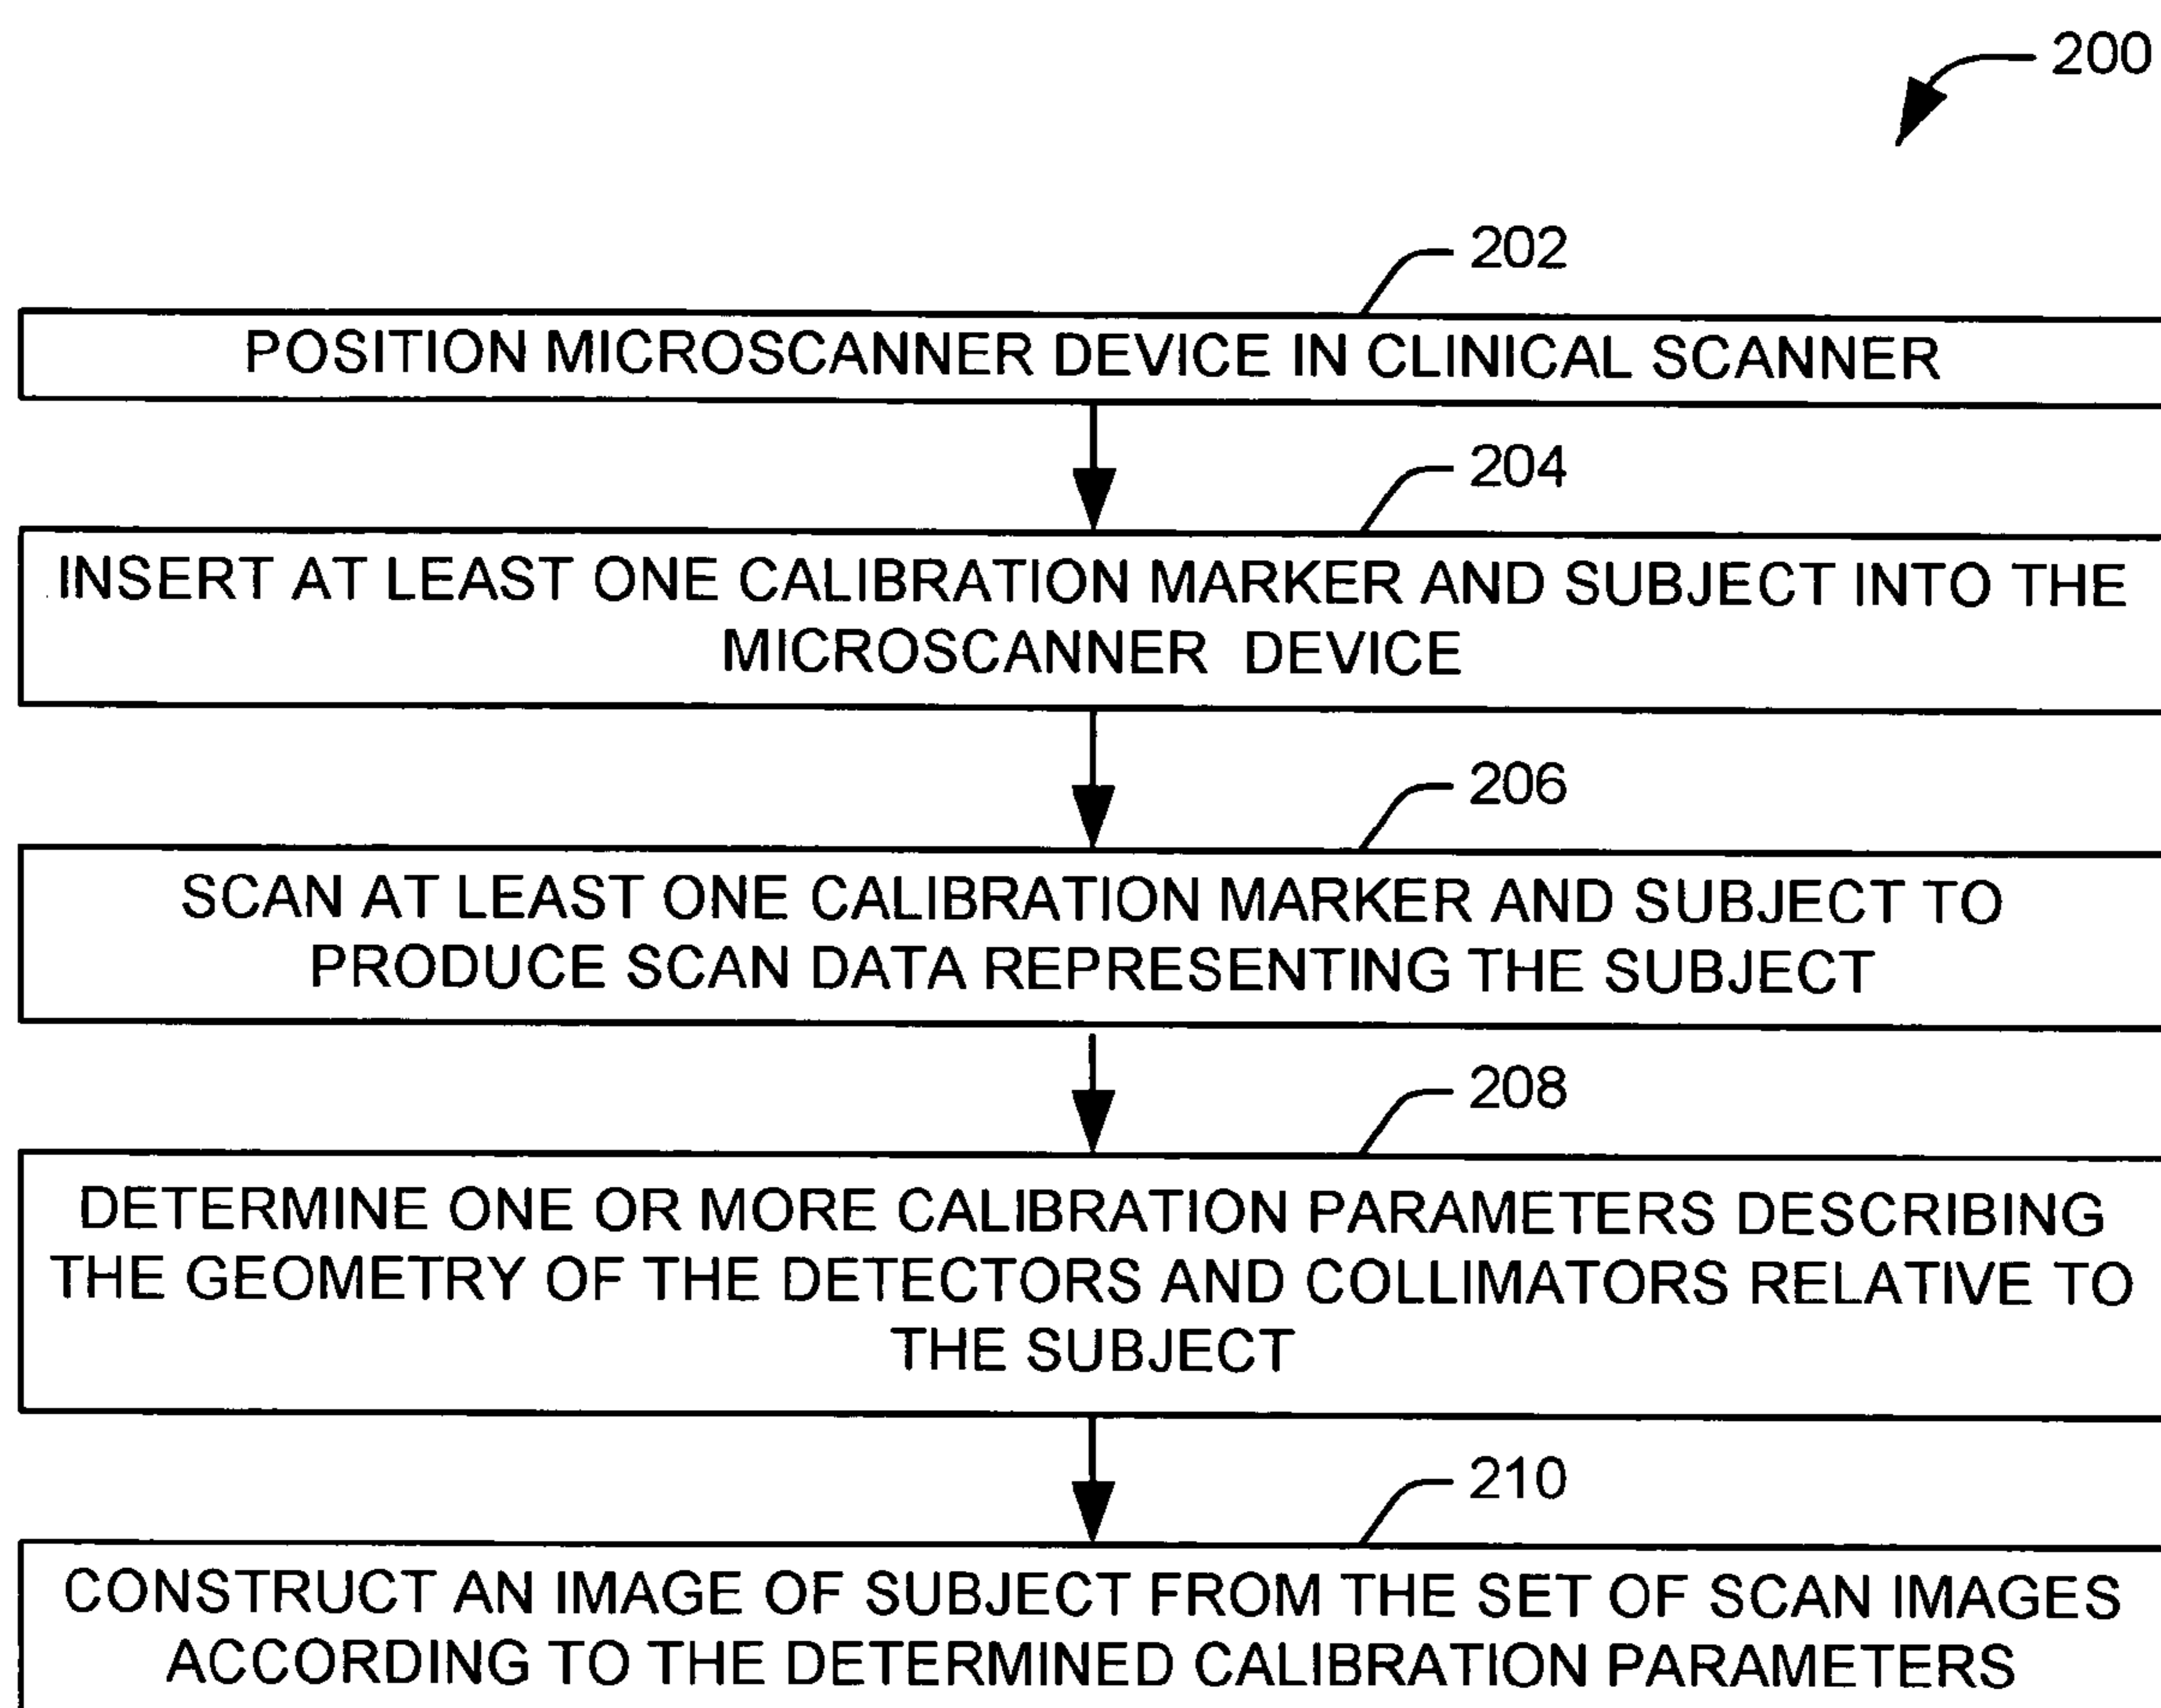 200
202
POSITION MICROSCANNER DEVICE IN CLINICAL SCANNER
204
INSERT AT LEAST ONE CALIBRATION MARKER AND SUBJECT INTO THE
MICROSCANNER DEVICE
206
SCAN AT LEAST ONE CALIBRATION MARKER AND SUBJECT TO
PRODUCE SCAN DATA REPRESENTING THE SUBJECT
208
DETERMINE ONE OR MORE CALIBRATION PARAMETERS DESCRIBING
THE GEOMETRY OF THE DETECTORS AND COLLIMATORS RELATIVE TO
THE SUBJECT
210
CONSTRUCT AN IMAGE OF SUBJECT FROM THE SET OF SCAN IMAGES
ACCORDING TO THE DETERMINED CALIBRATION PARAMETERS